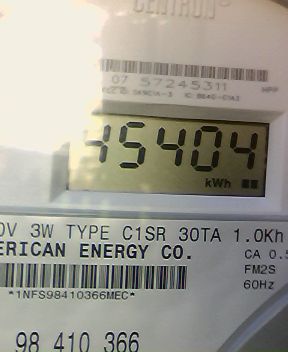 CENTRON
07 57245311
45404
kWh
0V 3W TYPE C1SR 30TA 1.0Kh
ERICAN ENERGY CO. CA 0.5
FM2S
*1NFS98410366MEC* 60Hz
98 410 366